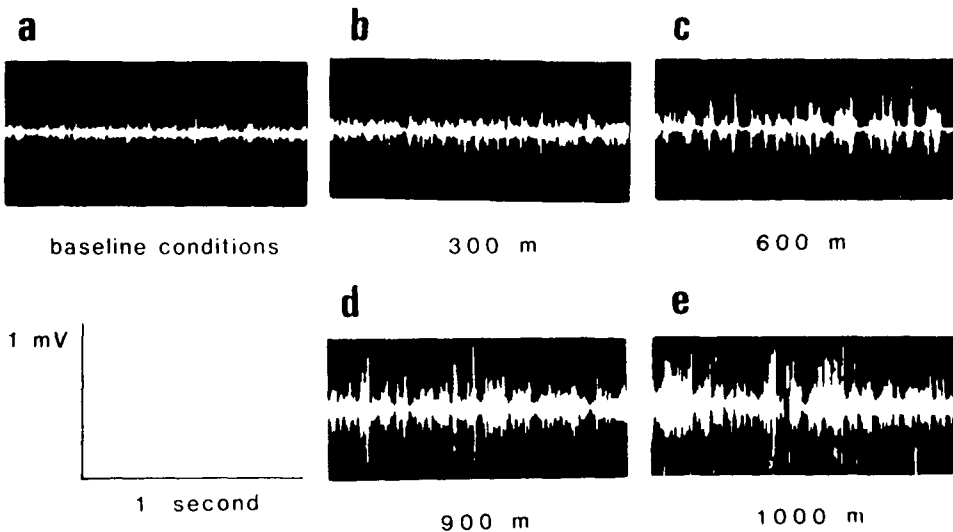 a
b
c
baseline conditions
300 m
600 m
d
e
1 mV
1 second
900 m
1000 m